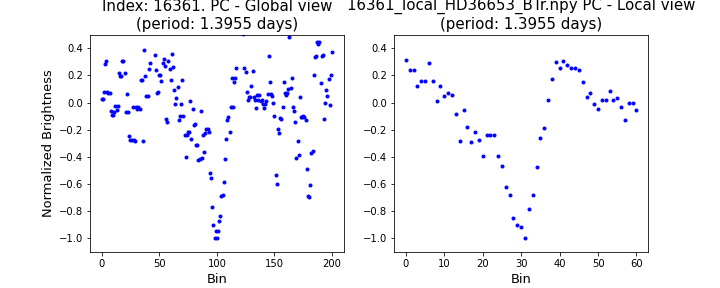 Index: 16361. PC - Global view
(period: 1.3955 days)
16361_local_HD36653_BTr.npy PC - Local view
(period: 1.3955 days)
Normalized Brightness
0.4
0.2
0.0
−0.2
−0.4
−0.6
−0.8
−1.0
0 50 100 150 200
Bin
0.4
0.2
0.0
−0.2
−0.4
−0.6
−0.8
−1.0
0 10 20 30 40 50 60
Bin